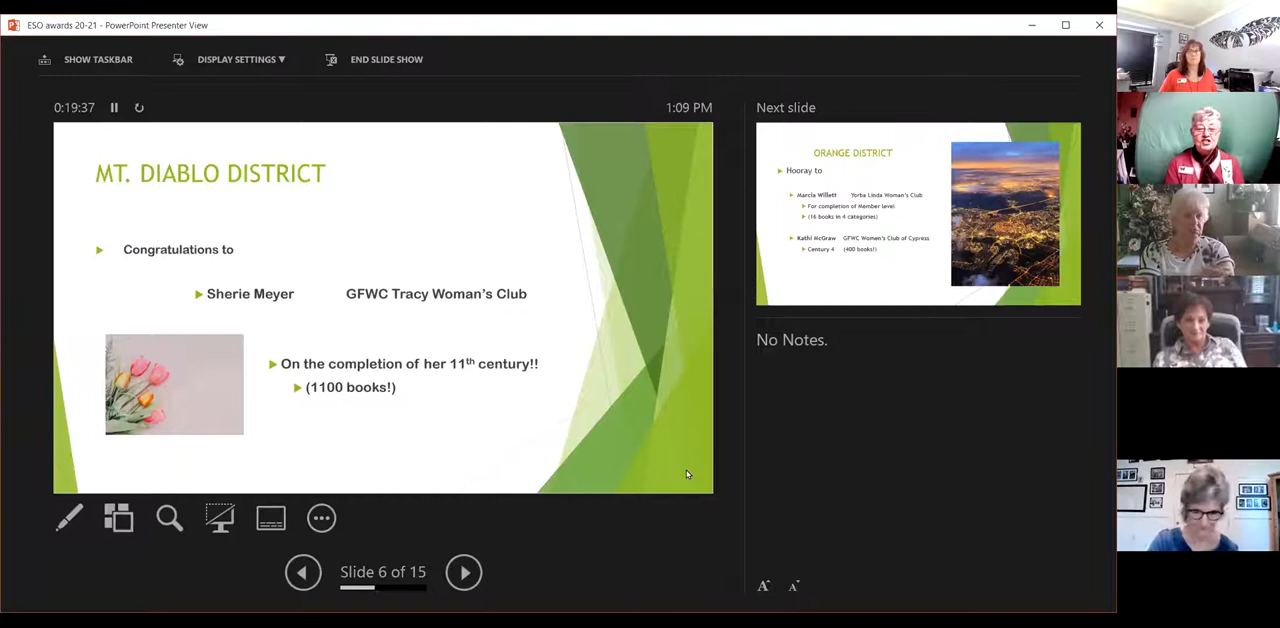 ESO awards 20-21 - PowerPoint Presenter View
SHOW TASKBAR DISPLAY SETTINGS ▼ END SLIDE SHOW
0:19:37 1:09 PM
MT. DIABLO DISTRICT
Congratulations to
Sherie Meyer GFWC Tracy Woman's Club
On the completion of her 11th century!!
(1100 books!)
Next slide
ORANGE DISTRICT
Hooray to
Marcia Willett Yorba Linda Woman's Club
For completion of Member level
(16 books in 4 categories)
Kathi McGraw GFWC Women's Club of Cypress
Century 4 (400 books!)
No Notes.
Slide 6 of 15
A A